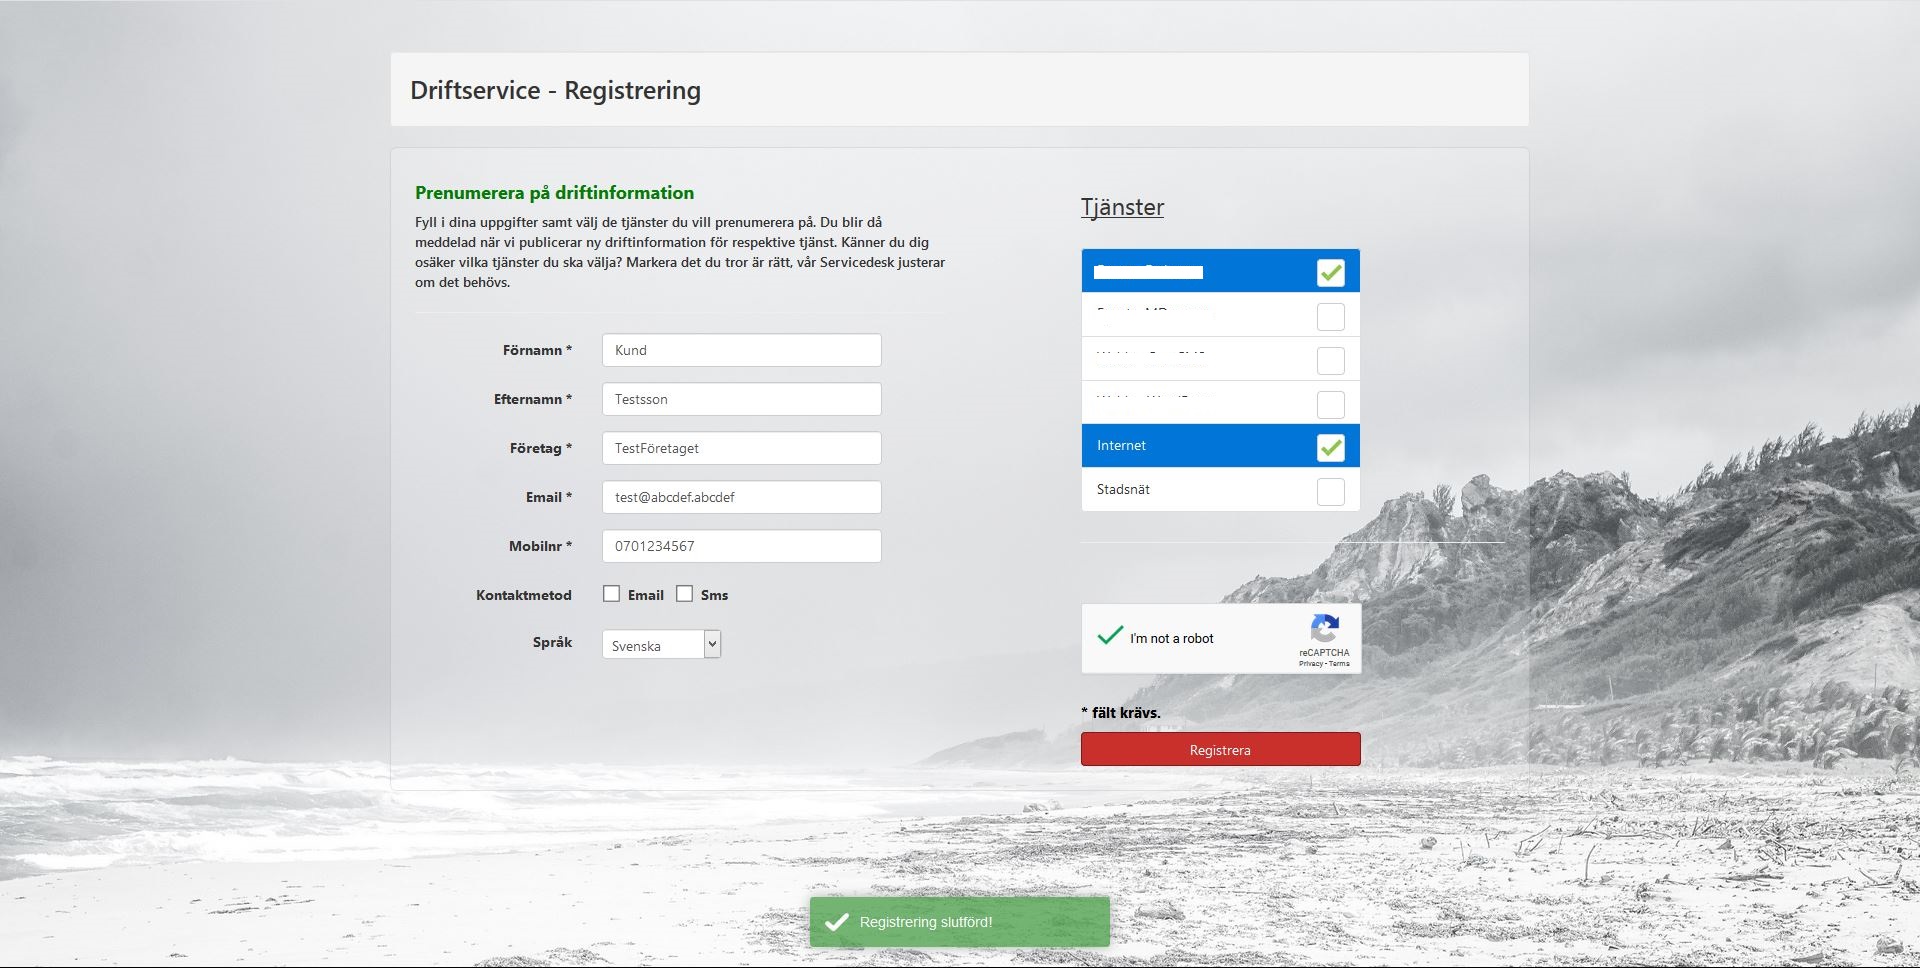 Driftservice - Registrering
Prenumerera på driftinformation
Fyll i dina uppgifter samt välj de tjänster du vill prenumerera på. Du blir då
meddelad när vi publicerar ny driftinformation för respektive tjänst. Känner du dig
osäker vilka tjänster du ska välja? Markera det du tror är rätt, vår Servicedesk justerar
om det behövs.
Förnamn * Kund
Efternamn * Testsson
Företag * TestFöretaget
Email * test@abcdef.abcdef
Mobilnr * 0701234567
Kontaktmetod Email Sms
Språk Svenska
Tjänster
Internet
Stadsnät
I'm not a robot
reCAPTCHA
Privacy - Terms
* fält krävs.
Registrera
Registrering slutförd!